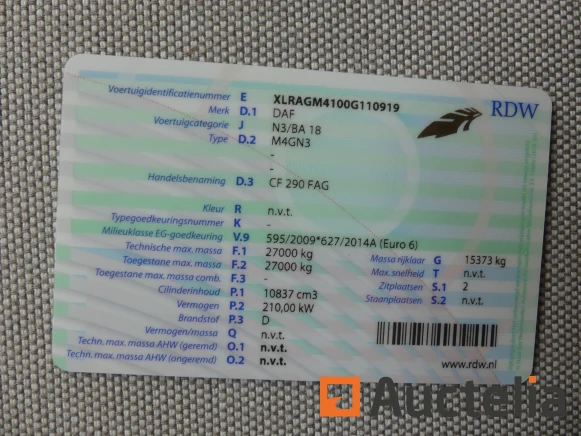 RDW
Voertuigidentificatienummer E XLRAGM4100G110919
Merk D.1 DAF
Voertuigcategorie J N3/BA 18
Type D.2 M4GN3
-
-
Handelsbenaming D.3 CF 290 FAG
Kleur R n.v.t.
Typegoedkeuringsnummer K -
Milieuklasse EG-goedkeuring V.9 595/2009*627/2014A (Euro 6)
Technische max. massa F.1 27000 kg Massa rijklaar G 15373 kg
Toegestane max. massa F.2 27000 kg Max. snelheid T n.v.t.
Toegestane max. massa comb. F.3 - Zitplaatsen S.1 2
Cilinderinhoud P.1 10837 cm3 Staanplaatsen S.2 n.v.t.
Vermogen P.2 210,00 kW
Brandstof P.3 D
Vermogen/massa Q n.v.t.
Techn. max. massa AHW (geremd) O.1 n.v.t.
Techn. max. massa AHW (ongeremd) O.2 n.v.t.
www.rdw.nl
Auctelia